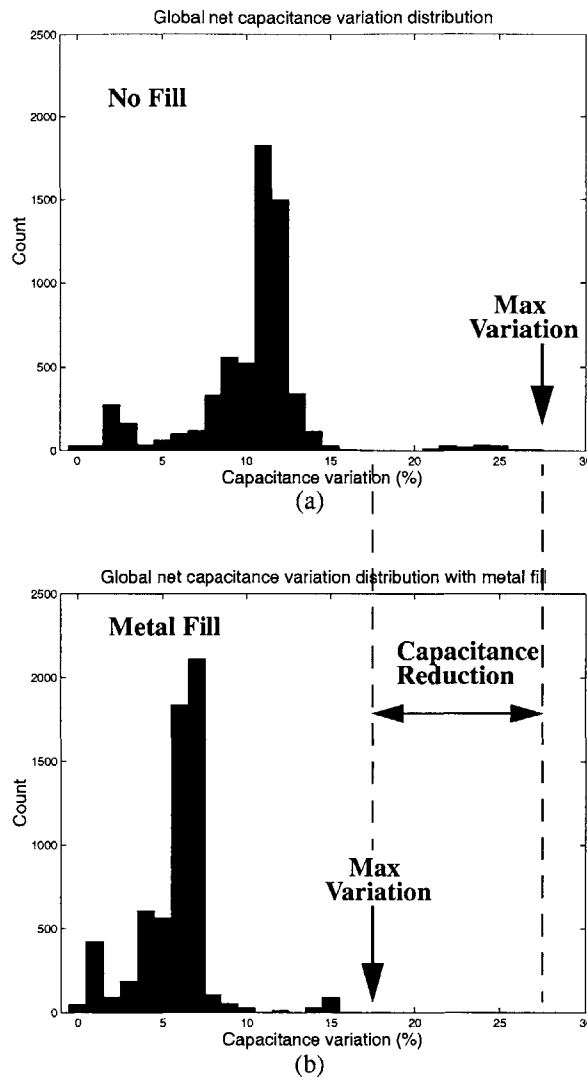 Global net capacitance variation distribution
2500
2000
1500
1000
500
0
Count
No Fill
Max
Variation
0 5 10 15 20 25 30
Capacitance variation (%)
(a)
Global net capacitance variation distribution with metal fill
2500
2000
1500
1000
500
0
Count
Metal Fill
Capacitance
Reduction
Max
Variation
0 5 10 15 20 25 30
Capacitance variation (%)
(b)